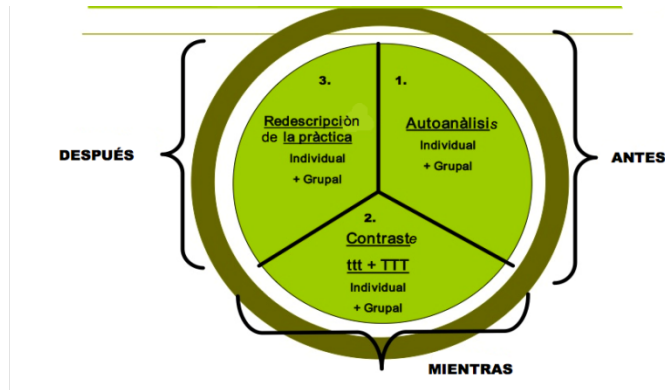 3.
Redescripciòn
de la pràctica
Individual
+ Grupal
1.
Autoanàlisis
Individual
+ Grupal
DESPUÉS
ANTES
2.
Contraste
ttt + TTT
Individual
+ Grupal
MIENTRAS